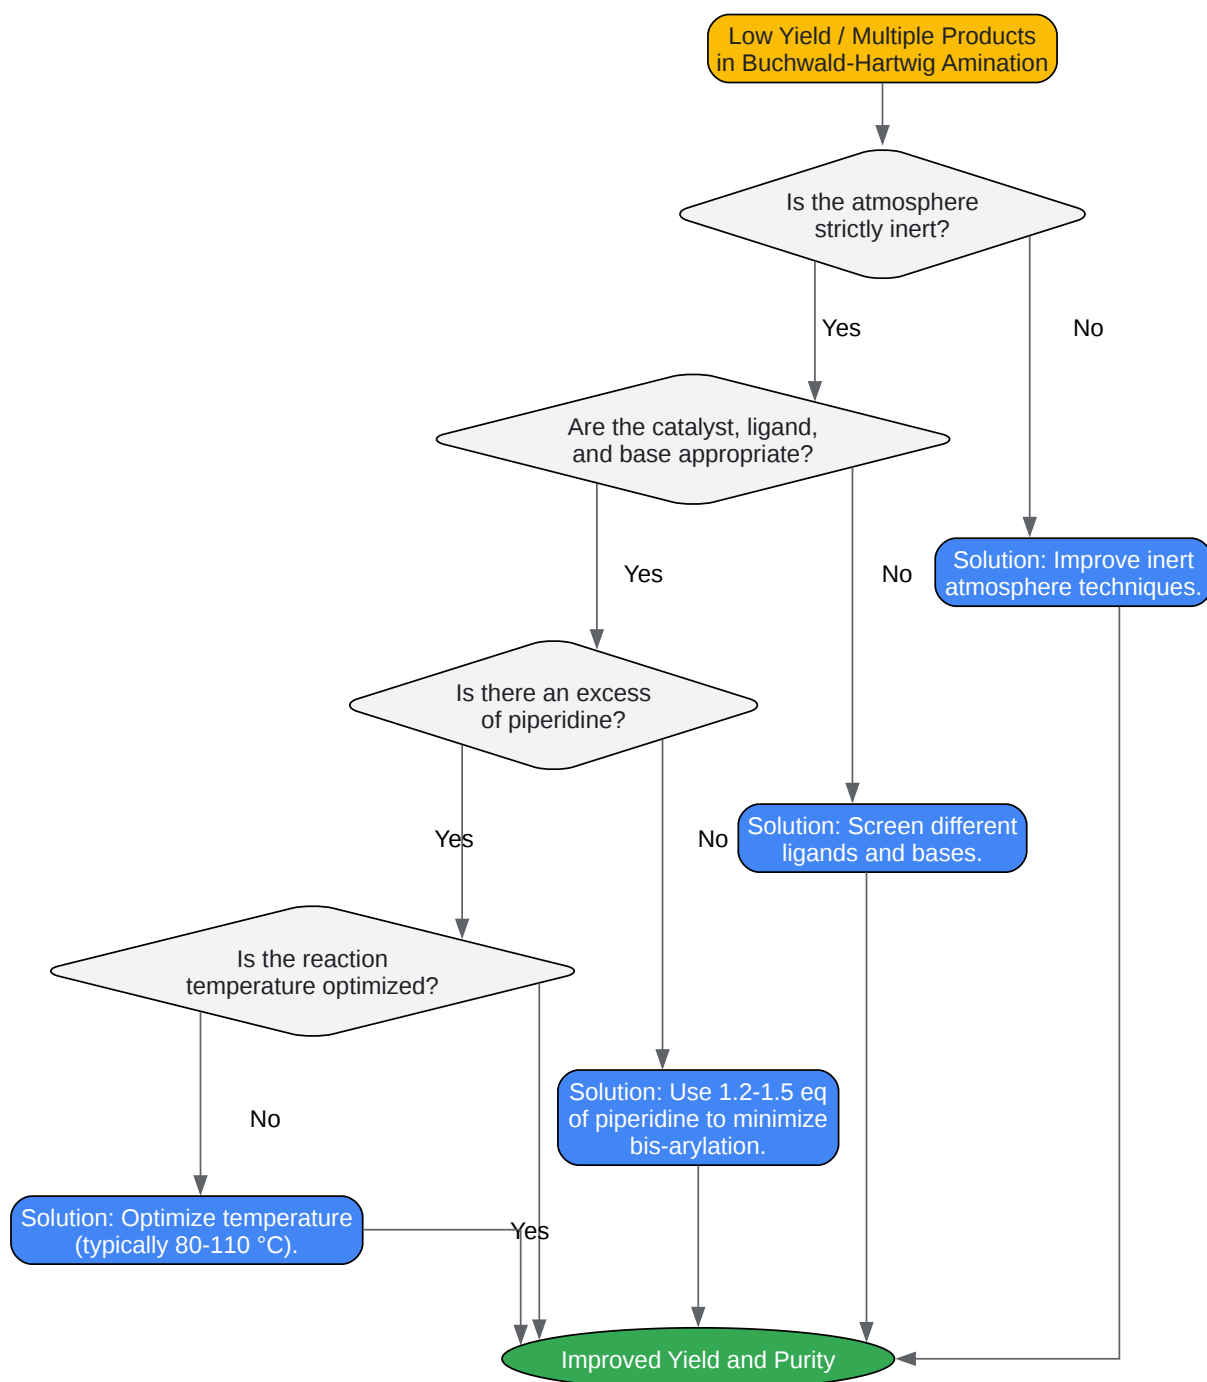 Low Yield / Multiple Products
in Buchwald-Hartwig Amination
Is the atmosphere
strictly inert?
Yes
No
Are the catalyst, ligand,
and base appropriate?
Yes
No
Solution: Improve inert
atmosphere techniques.
Is there an excess
of piperidine?
Yes
No
Solution: Screen different
ligands and bases.
Is the reaction
temperature optimized?
No
Yes
Solution: Use 1.2-1.5 eq
of piperidine to minimize
bis-arylation.
Solution: Optimize temperature
(typically 80-110 °C).
Improved Yield and Purity